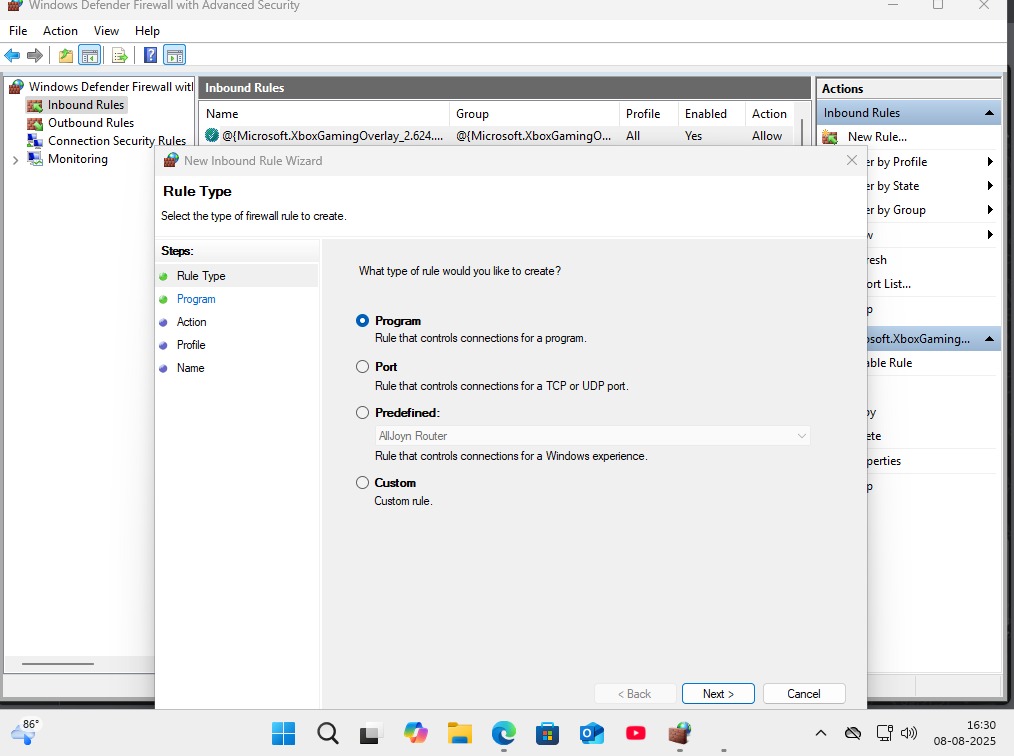 Windows Defender Firewall with Advanced Security
File Action View Help
Windows Defender Firewall witl
Inbound Rules
Outbound Rules
Connection Security Rules
Monitoring
Inbound Rules
Name Group Profile Enabled Action
@{Microsoft.XboxGamingOverlay_2.624.... @{Microsoft.XboxGamingO... All Yes Allow
Actions
Inbound Rules
New Rule...
er by Profile
er by State
er by Group
w
resh
ort List...
p
soft.XboxGaming...
able Rule
py
ete
perties
p
New Inbound Rule Wizard
Rule Type
Select the type of firewall rule to create.
Steps:
Rule Type
Program
Action
Profile
Name
What type of rule would you like to create?
Program
Rule that controls connections for a program.
Port
Rule that controls connections for a TCP or UDP port.
Predefined:
AllJoyn Router
Rule that controls connections for a Windows experience.
Custom
Custom rule.
< Back Next > Cancel
86°
16:30
08-08-2025